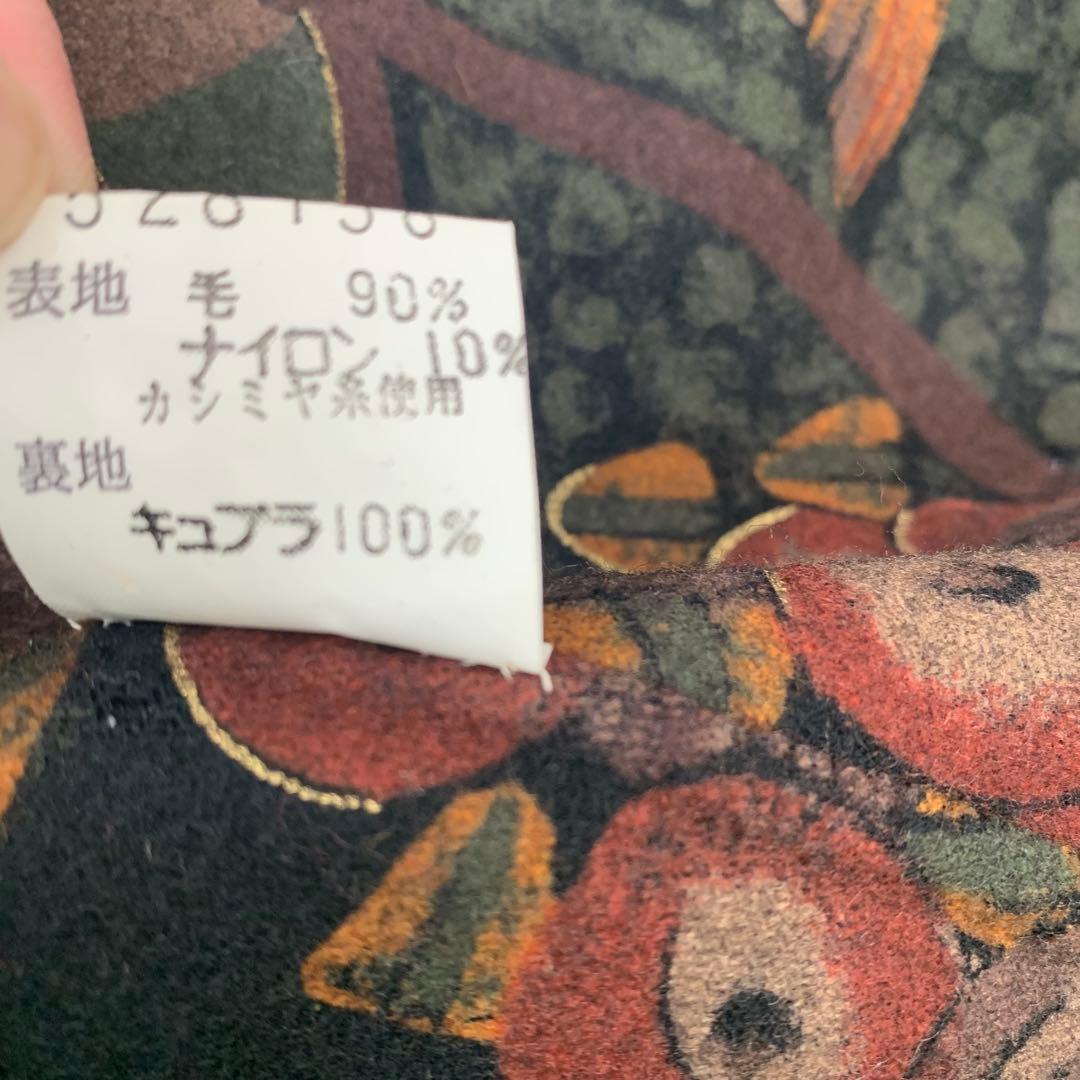 表地 毛 90%
ナイロン 10%
カシミヤ糸使用
裏地
キュプラ100%